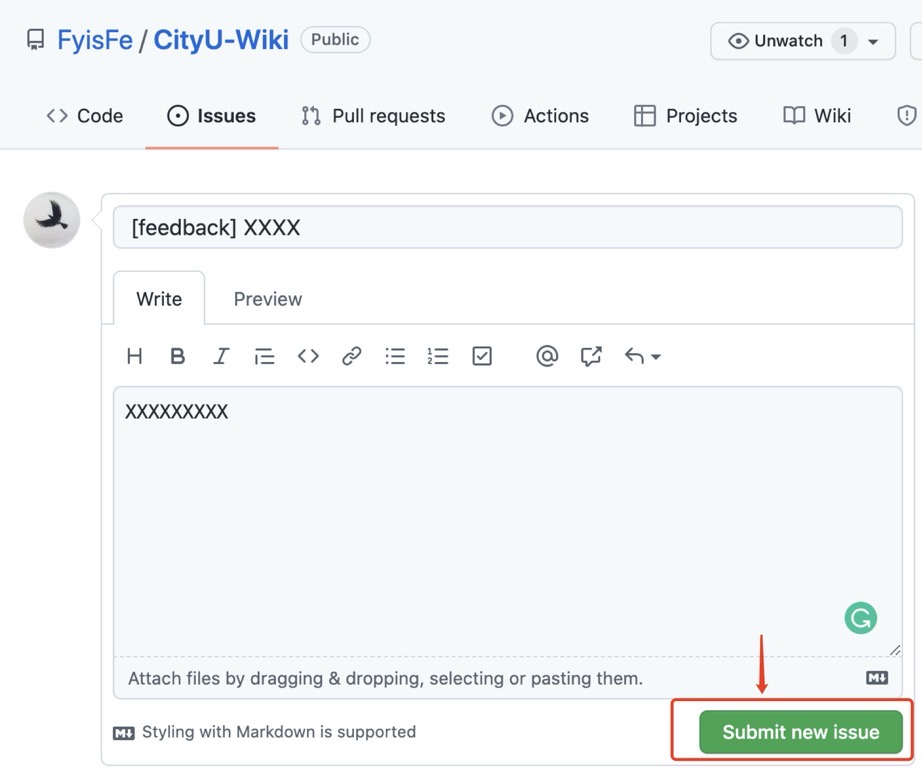 FyisFe / CityU-Wiki Public
Unwatch 1
Code Issues Pull requests Actions Projects Wiki
[feedback] XXXX
Write Preview
XXXXXXXXX
Attach files by dragging & dropping, selecting or pasting them.
Styling with Markdown is supported
Submit new issue